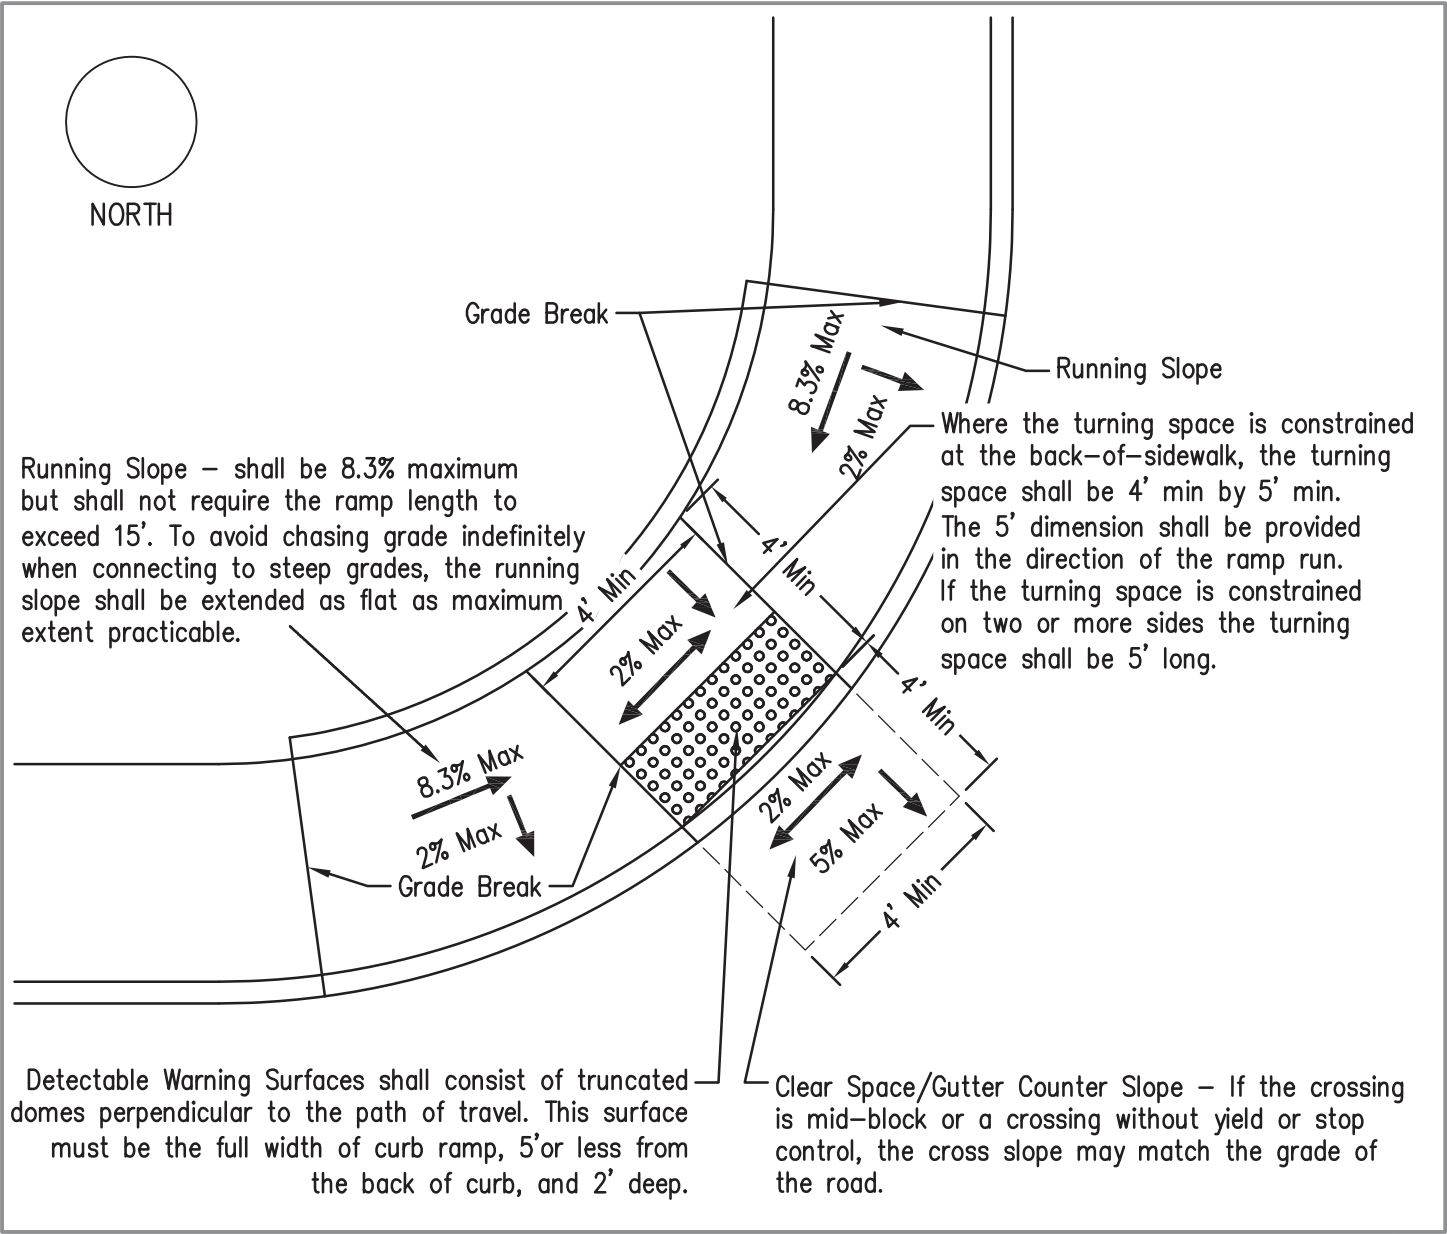 NORTH
Grade Break
8.3% Max
2% Max
Running Slope
Where the turning space is constrained
at the back-of-sidewalk, the turning
space shall be 4' min by 5' min.
The 5' dimension shall be provided
in the direction of the ramp run.
If the turning space is constrained
on two or more sides the turning
space shall be 5' long.
Running Slope - shall be 8.3% maximum
but shall not require the ramp length to
exceed 15'. To avoid chasing grade indefinitely
when connecting to steep grades, the running
slope shall be extended as flat as maximum
extent practicable.
4' Min
4' Min
2% Max
4' Min
8.3% Max
2% Max
Grade Break
2% Max
5% Max
4' Min
Detectable Warning Surfaces shall consist of truncated
domes perpendicular to the path of travel. This surface
must be the full width of curb ramp, 5'or less from
the back of curb, and 2' deep.
Clear Space/Gutter Counter Slope - If the crossing
is mid-block or a crossing without yield or stop
control, the cross slope may match the grade of
the road.